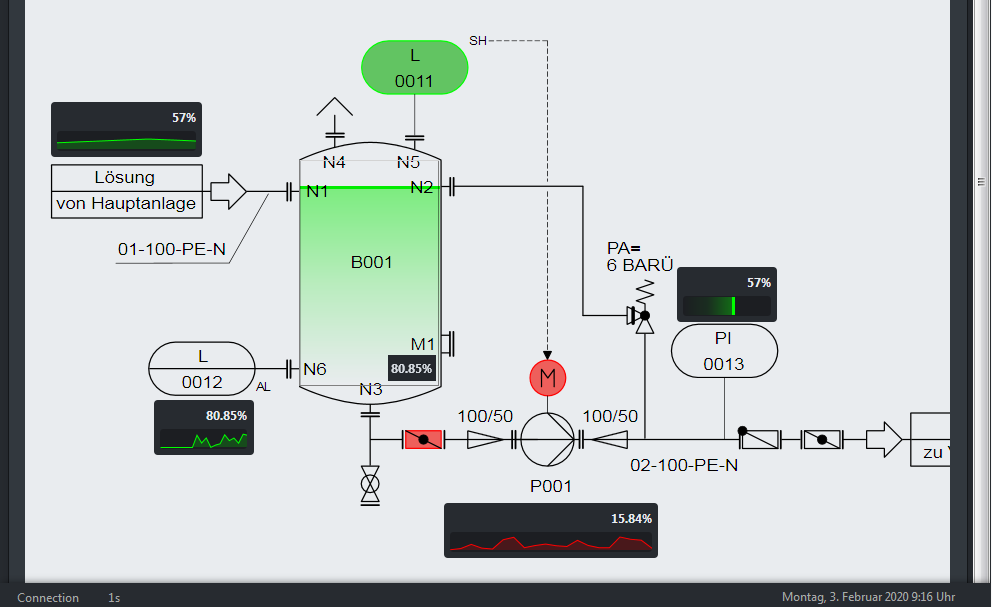 SH
L
0011
57%
N4
N5
Lösung
von Hauptanlage
N1
N2
01-100-PE-N
B001
PA=
6 BARÜ
57%
PI
0013
M1
L
0012
AL
N6
80.85%
N3
M
80.85%
100/50
100/50
02-100-PE-N
zu
P001
15.84%
Connection
1s
Montag, 3. Februar 2020 9:16 Uhr